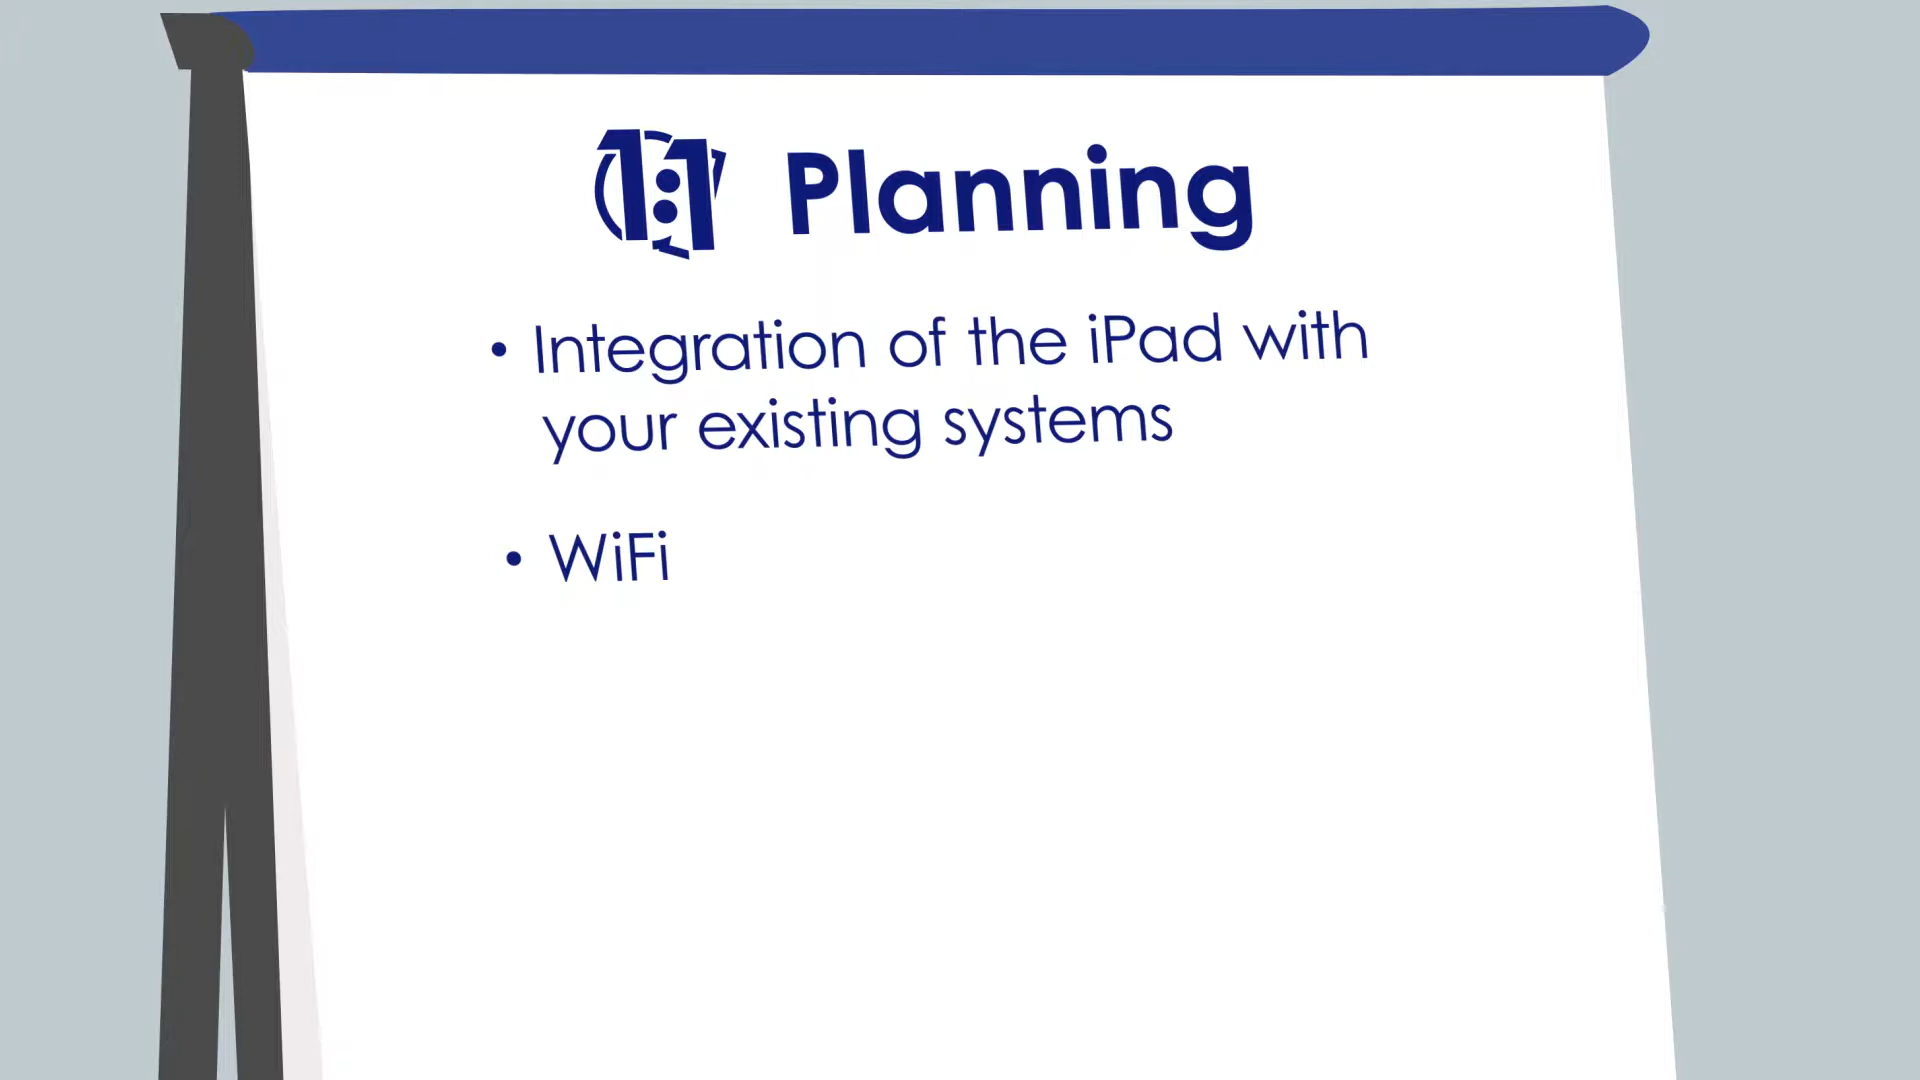 1:1 Planning
• Integration of the iPad with
your existing systems
• WiFi